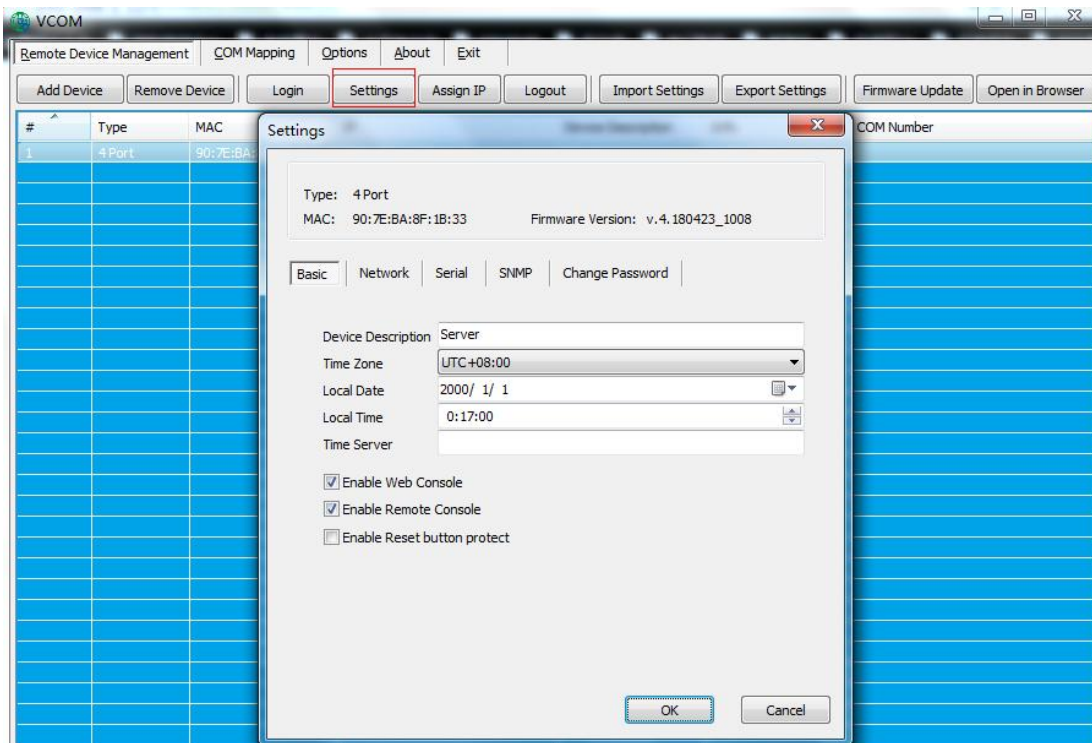 VCOM
Remote Device Management COM Mapping Options About Exit
Add Device Remove Device Login Settings Assign IP Logout Import Settings Export Settings Firmware Update Open in Browser
# Type MAC COM Number
1 4Port 90:7E:BA:
Settings
Type: 4Port
MAC: 90:7E:BA:8F:1B:33 Firmware Version: v.4.180423_1008
Basic Network Serial SNMP Change Password
Device Description Server
Time Zone UTC+08:00
Local Date 2000/ 1/ 1
Local Time 0:17:00
Time Server
Enable Web Console
Enable Remote Console
Enable Reset button protect
OK Cancel